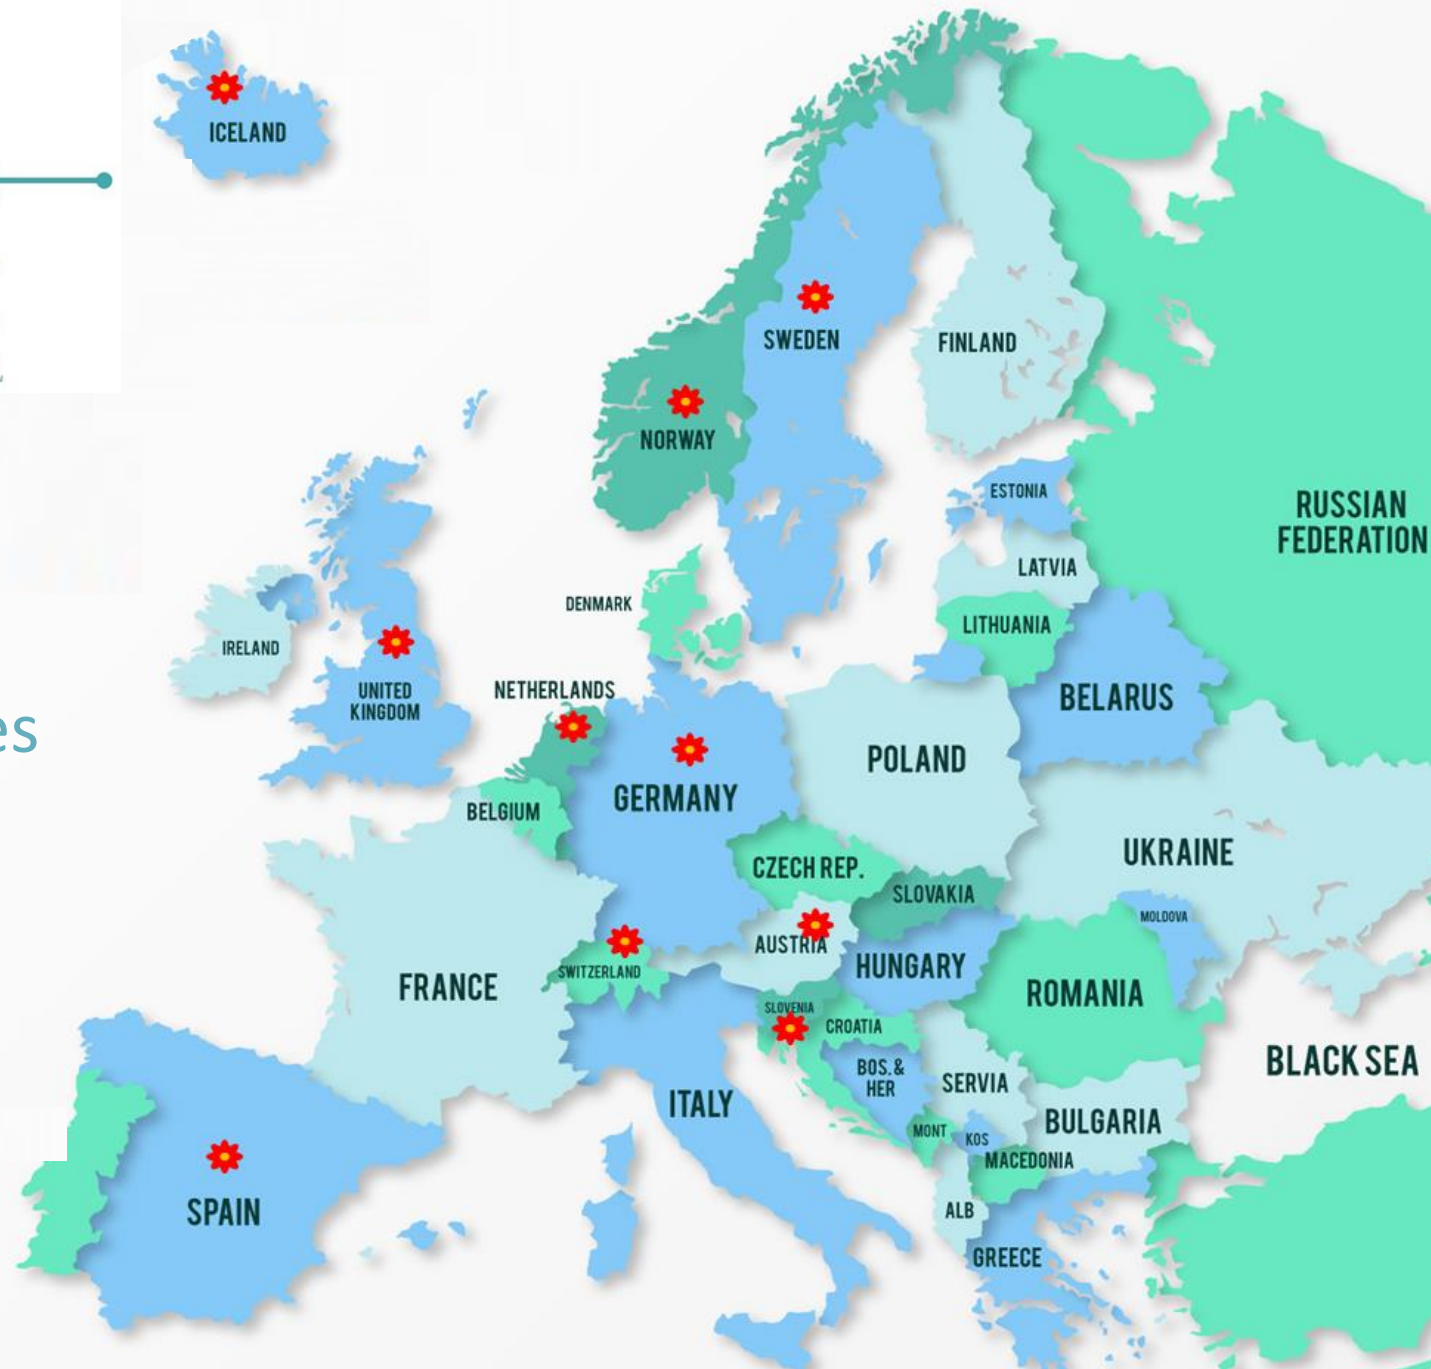 ICELAND
SWEDEN
FINLAND
NORWAY
ESTONIA
RUSSIAN
FEDERATION
LATVIA
DENMARK
LITHUANIA
IRELAND
NETHERLANDS
UNITED
KINGDOM
BELARUS
es
POLAND
GERMANY
BELGIUM
UKRAINE
CZECH REP.
SLOVAKIA
MOLDOVA
AUSTRIA
HUNGARY
SWITZERLAND
FRANCE
ROMANIA
SLOVENIA
CROATIA
BLACK SEA
BOS. &
HER
SERVIA
ITALY
BULGARIA
MONT
KOS
MACEDONIA
SPAIN
ALB
GREECE